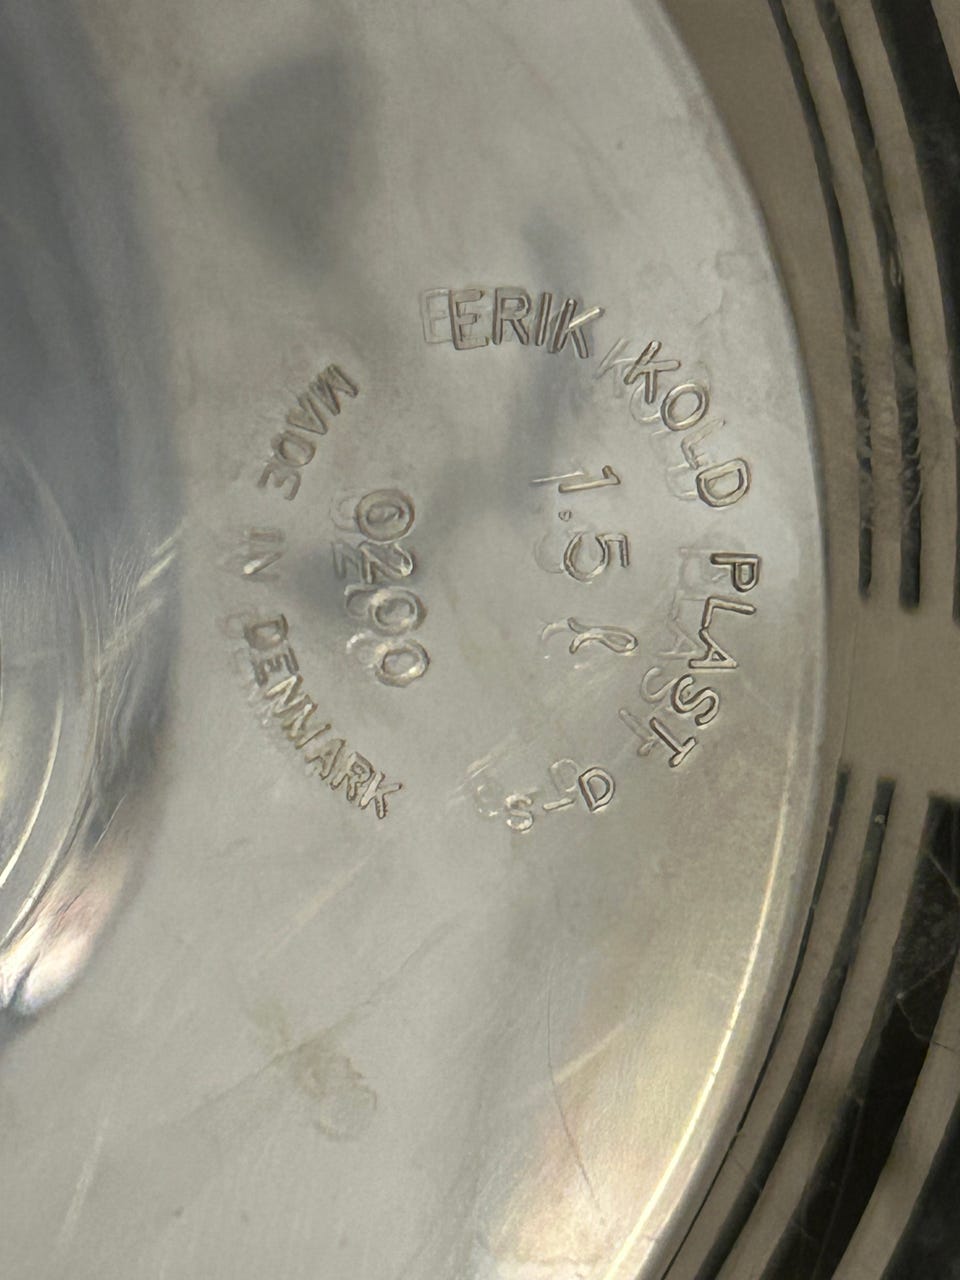 ERIK KOLD PLAST
D-S
1.5 ℓ
0200
MADE IN DENMARK